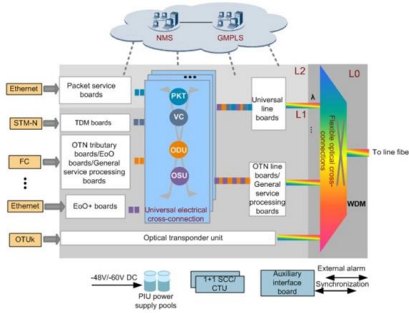 NMS
GMPLS
L2
L0
Ethernet
Packet service
boards
PKT
Universal
line
boards
λ
L1
STM-N
TDM boards
VC
FC
OTN tributary
boards/EoO
boards/General
service processing
boards
ODU
OSU
OTN line
boards/
General
service
processing
boards
Flexible optical cross-
connections
To line fibe
WDM
Ethernet
EoO+ boards
Universal electrical
cross-connection
OTUk
Optical transponder unit
-48V/-60V DC
PIU power
supply pools
1+1 SCC/
CTU
Auxiliary
interface
board
External alarm
Synchronization